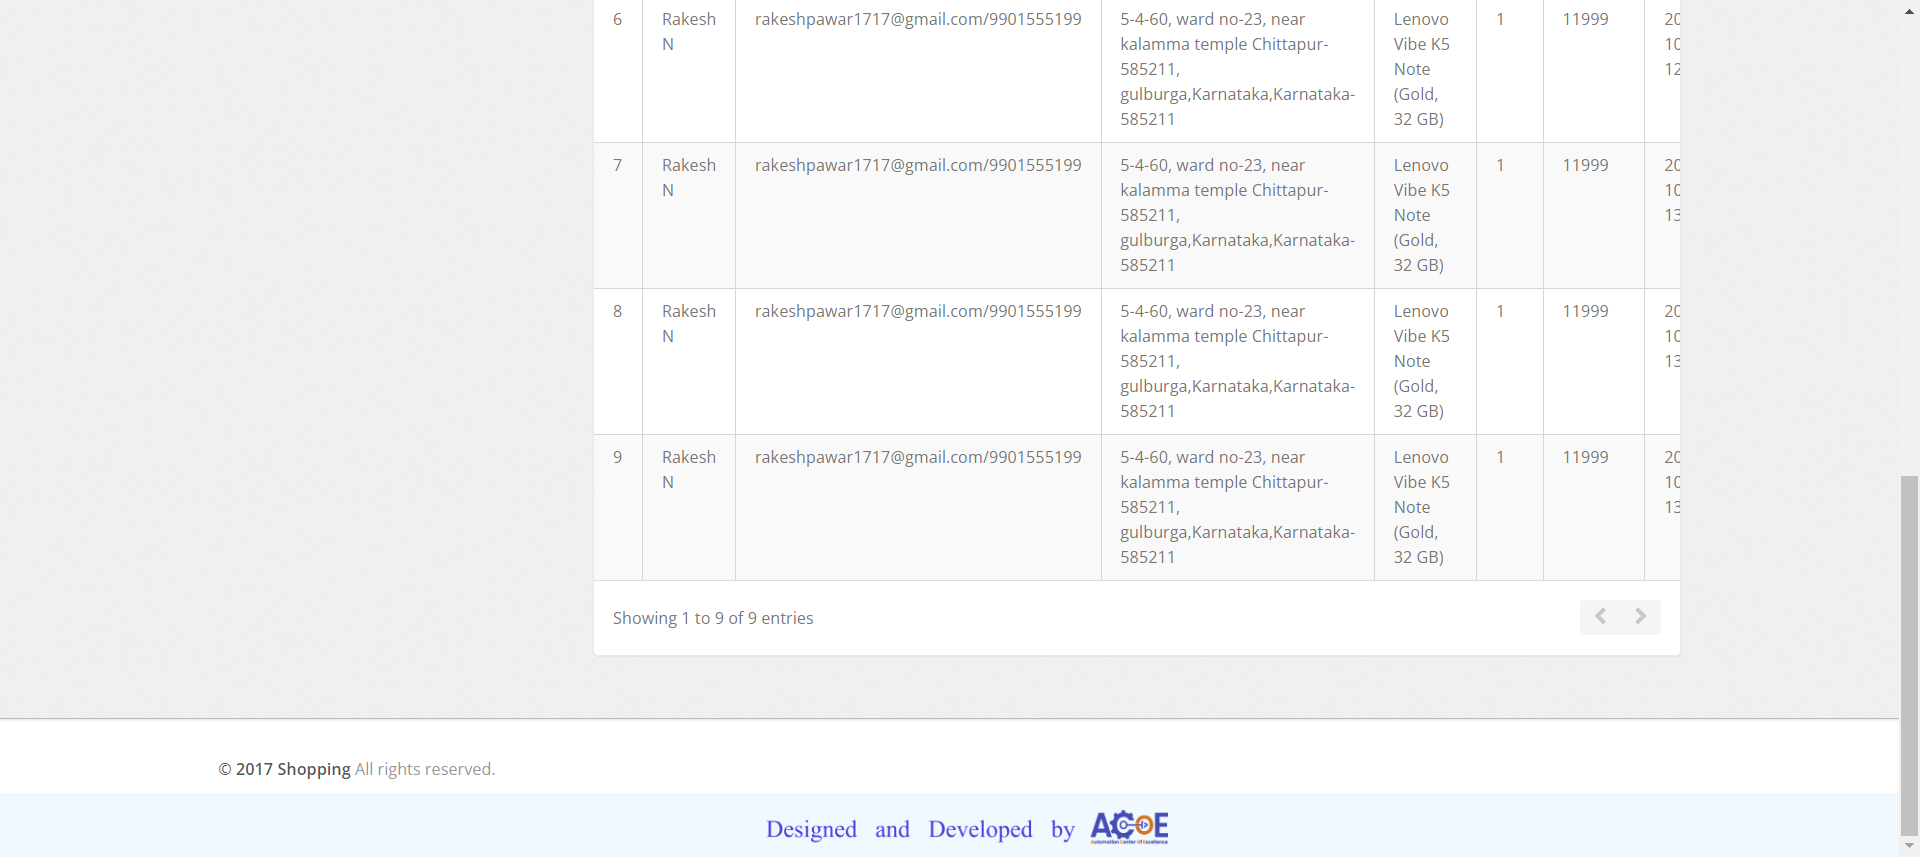 6 Rakesh rakeshpawar1717@gmail.com/9901555199 5-4-60, ward no-23, near Lenovo 1 11999 20
N kalamma temple Chittapur- Vibe K5 10
585211, Note 12
gulburga,Karnataka,Karnataka- (Gold,
585211 32 GB)
7 Rakesh rakeshpawar1717@gmail.com/9901555199 5-4-60, ward no-23, near Lenovo 1 11999 20
N kalamma temple Chittapur- Vibe K5 10
585211, Note 13
gulburga,Karnataka,Karnataka- (Gold,
585211 32 GB)
8 Rakesh rakeshpawar1717@gmail.com/9901555199 5-4-60, ward no-23, near Lenovo 1 11999 20
N kalamma temple Chittapur- Vibe K5 10
585211, Note 13
gulburga,Karnataka,Karnataka- (Gold,
585211 32 GB)
9 Rakesh rakeshpawar1717@gmail.com/9901555199 5-4-60, ward no-23, near Lenovo 1 11999 20
N kalamma temple Chittapur- Vibe K5 10
585211, Note 13
gulburga,Karnataka,Karnataka- (Gold,
585211 32 GB)
Showing 1 to 9 of 9 entries
© 2017 Shopping All rights reserved.
Designed and Developed by ACOE
Automation Center Of Excellence